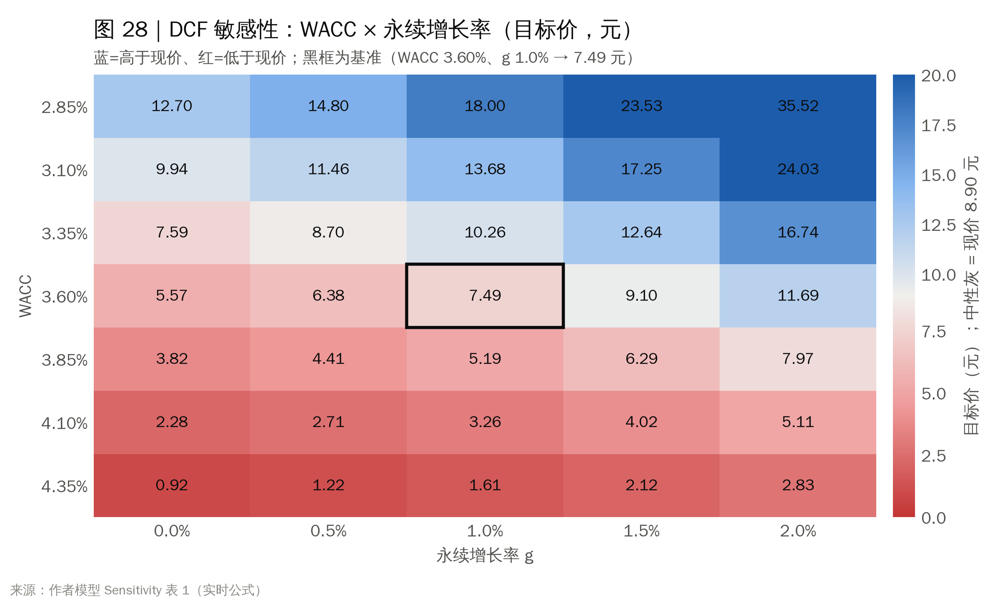 图 28｜DCF 敏感性：WACC × 永续增长率（目标价，元）
蓝=高于现价、红=低于现价；黑框为基准（WACC 3.60%、g 1.0% → 7.49 元）
WACC
2.85% 12.70 14.80 18.00 23.53 35.52
3.10% 9.94 11.46 13.68 17.25 24.03
3.35% 7.59 8.70 10.26 12.64 16.74
3.60% 5.57 6.38 7.49 9.10 11.69
3.85% 3.82 4.41 5.19 6.29 7.97
4.10% 2.28 2.71 3.26 4.02 5.11
4.35% 0.92 1.22 1.61 2.12 2.83
0.0% 0.5% 1.0% 1.5% 2.0%
永续增长率 g
20.0
17.5
15.0
12.5
10.0
7.5
5.0
2.5
0.0
目标价（元）；中性灰 = 现价 8.90 元
来源：作者模型 Sensitivity 表 1（实时公式）